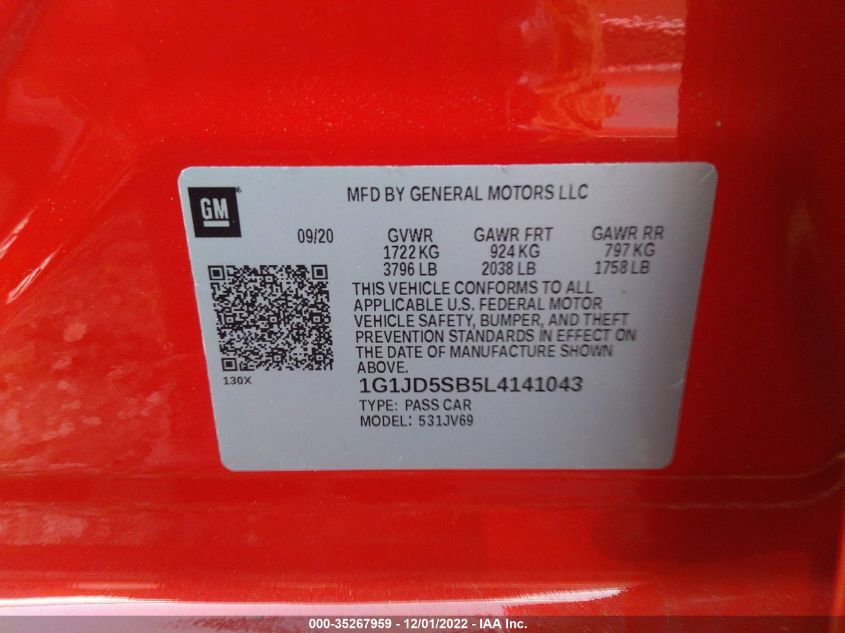 GM
MFD BY GENERAL MOTORS LLC
09/20 GVWR GAWR FRT GAWR RR
1722 KG 924 KG 797 KG
3796 LB 2038 LB 1758 LB
THIS VEHICLE CONFORMS TO ALL
APPLICABLE U.S. FEDERAL MOTOR
VEHICLE SAFETY, BUMPER, AND THEFT
PREVENTION STANDARDS IN EFFECT ON
THE DATE OF MANUFACTURE SHOWN
ABOVE.
130X
1G1JD5SB5L4141043
TYPE: PASS CAR
MODEL: 531JV69
000-35267959 - 12/01/2022 - IAA Inc.